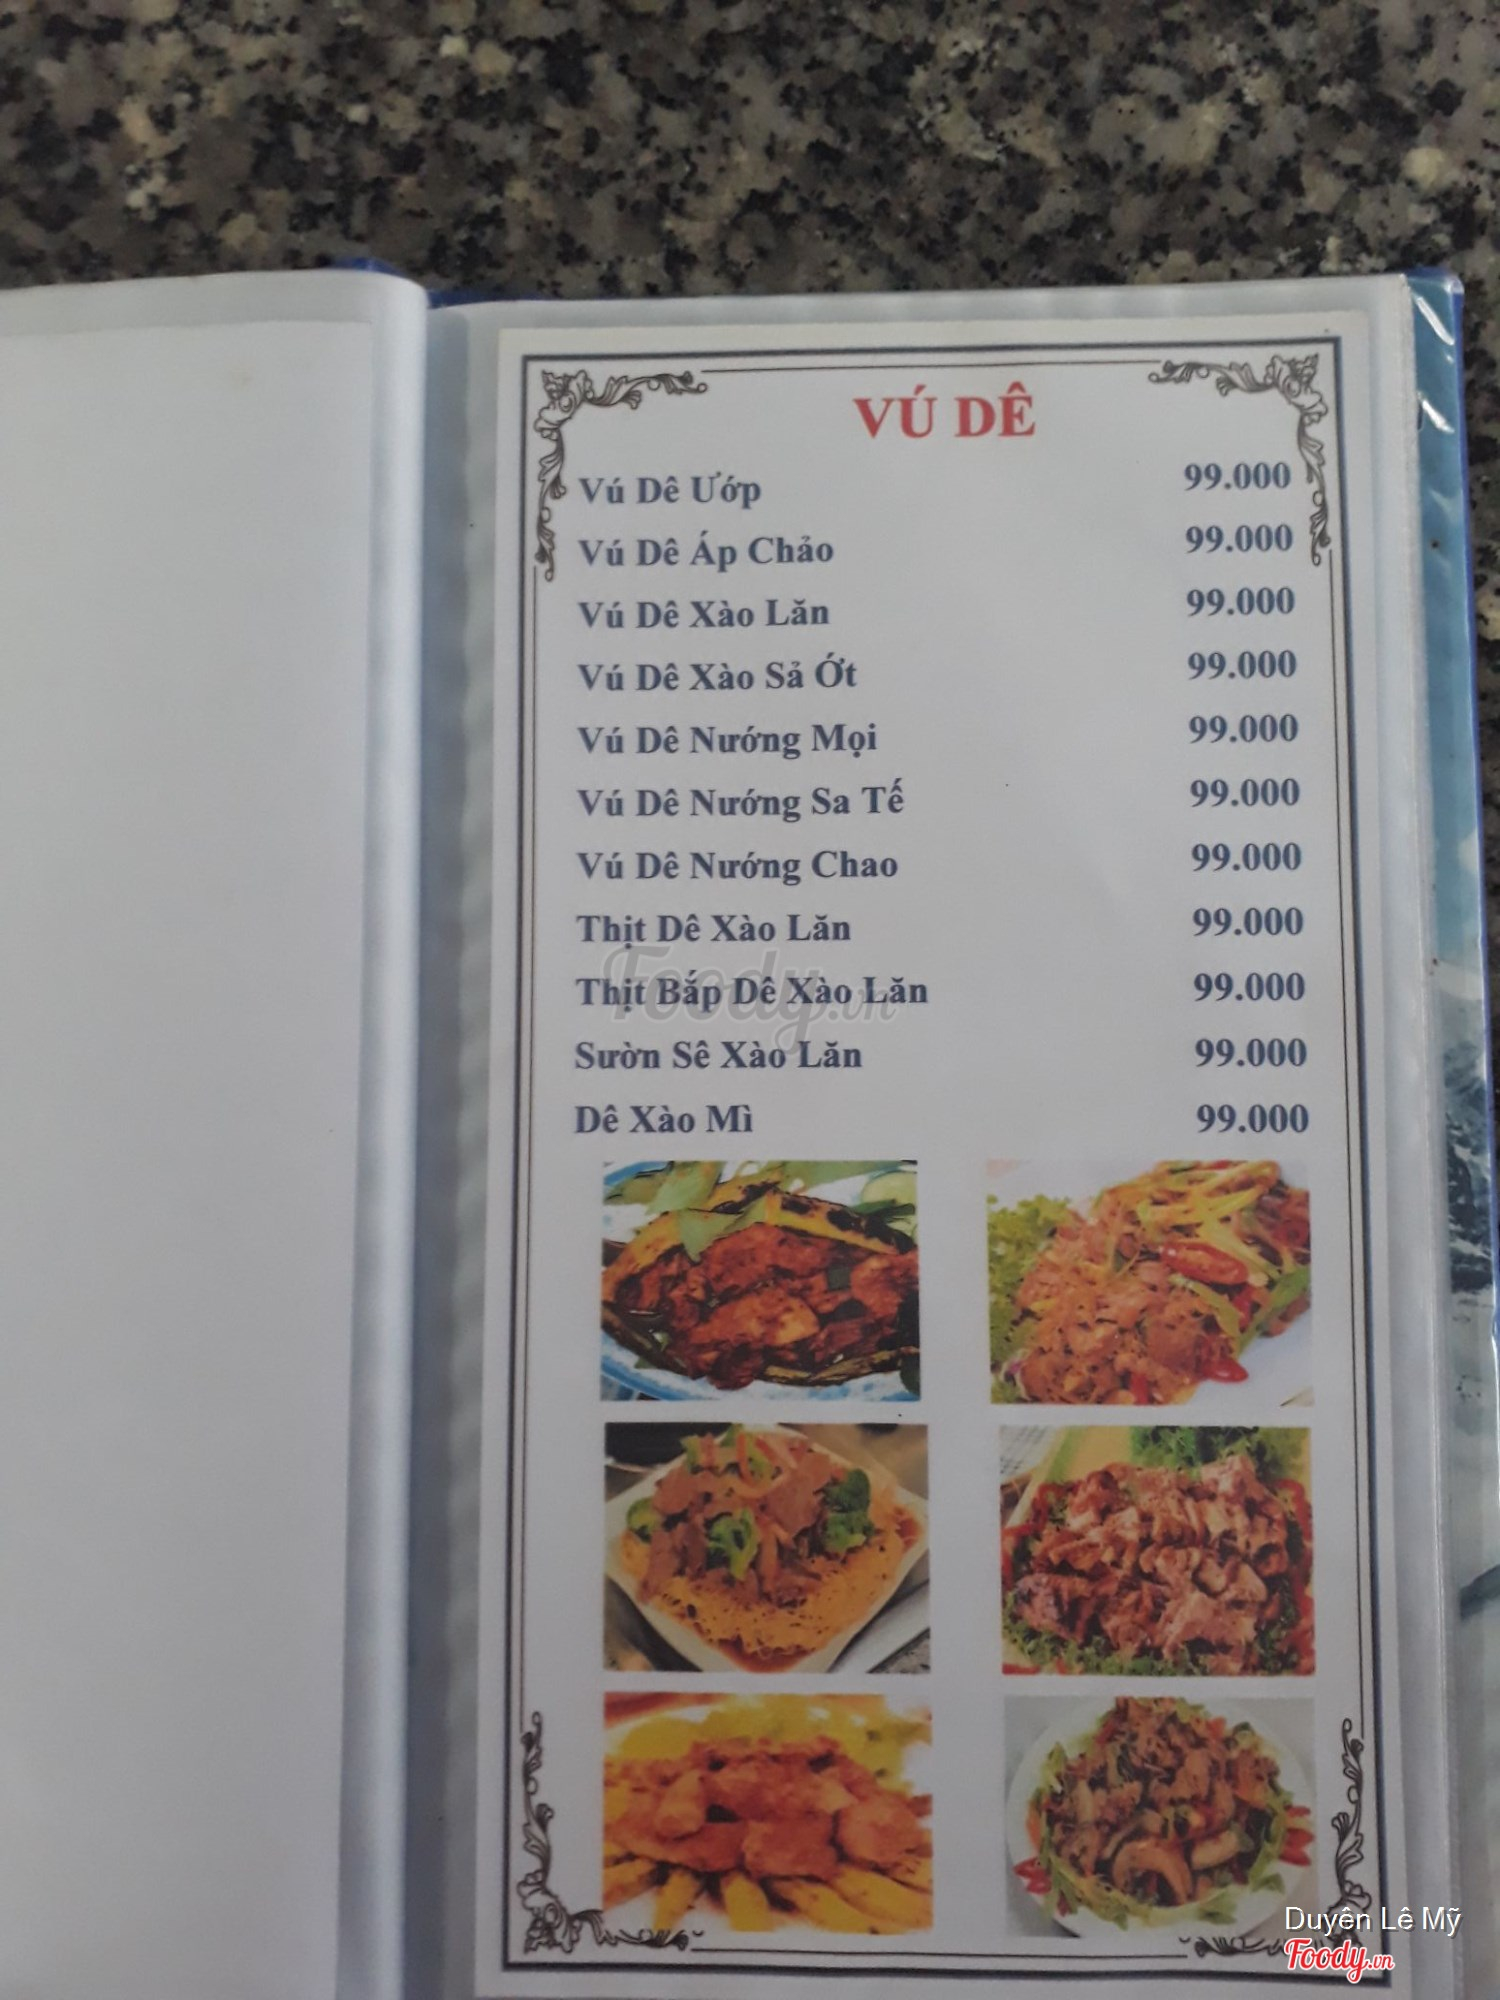 VÚ DÊ
Vú Dê Ướp 99.000
Vú Dê Áp Chảo 99.000
Vú Dê Xào Lăn 99.000
Vú Dê Xào Sả Ớt 99.000
Vú Dê Nướng Mọi 99.000
Vú Dê Nướng Sa Tế 99.000
Vú Dê Nướng Chao 99.000
Thịt Dê Xào Lăn 99.000
Thịt Bắp Dê Xào Lăn 99.000
Sườn Sê Xào Lăn 99.000
Dê Xào Mì 99.000
Foody.vn
Duyên Lê Mỹ
Foody.vn